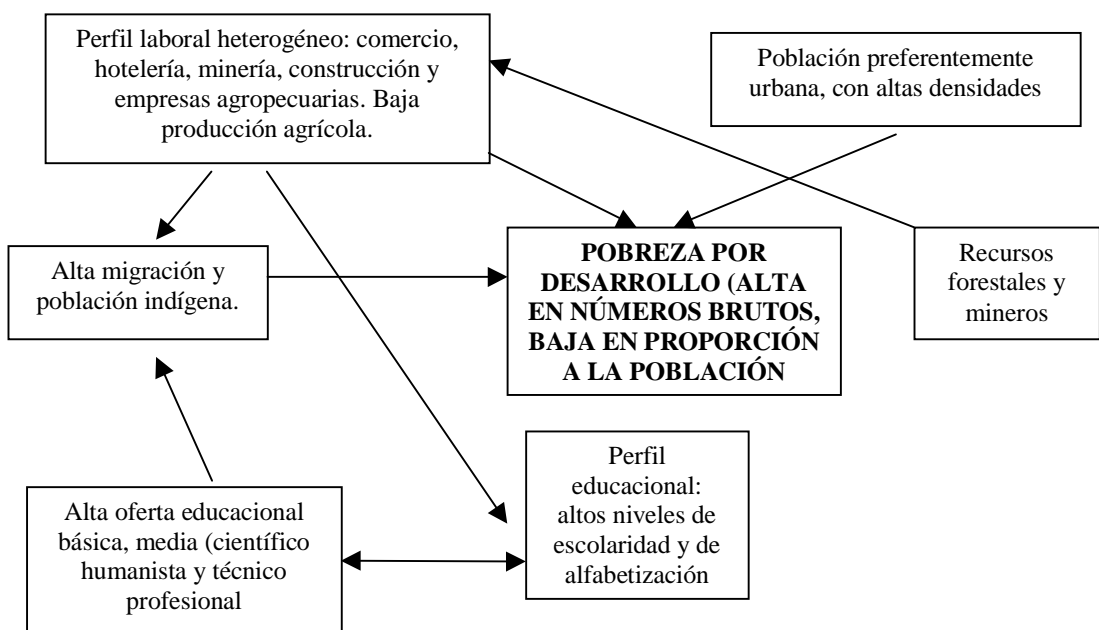 Perfil laboral heterogéneo: comercio,
hotelería, minería, construcción y
empresas agropecuarias. Baja
producción agrícola.
Población preferentemente
urbana, con altas densidades
Alta migración y
población indígena.
POBREZA POR
DESARROLLO (ALTA
EN NÚMEROS BRUTOS,
BAJA EN PROPORCIÓN
A LA POBLACIÓN
Recursos
forestales y
mineros
Alta oferta educacional
básica, media (científico
humanista y técnico
profesional
Perfil
educacional:
altos niveles de
escolaridad y de
alfabetización